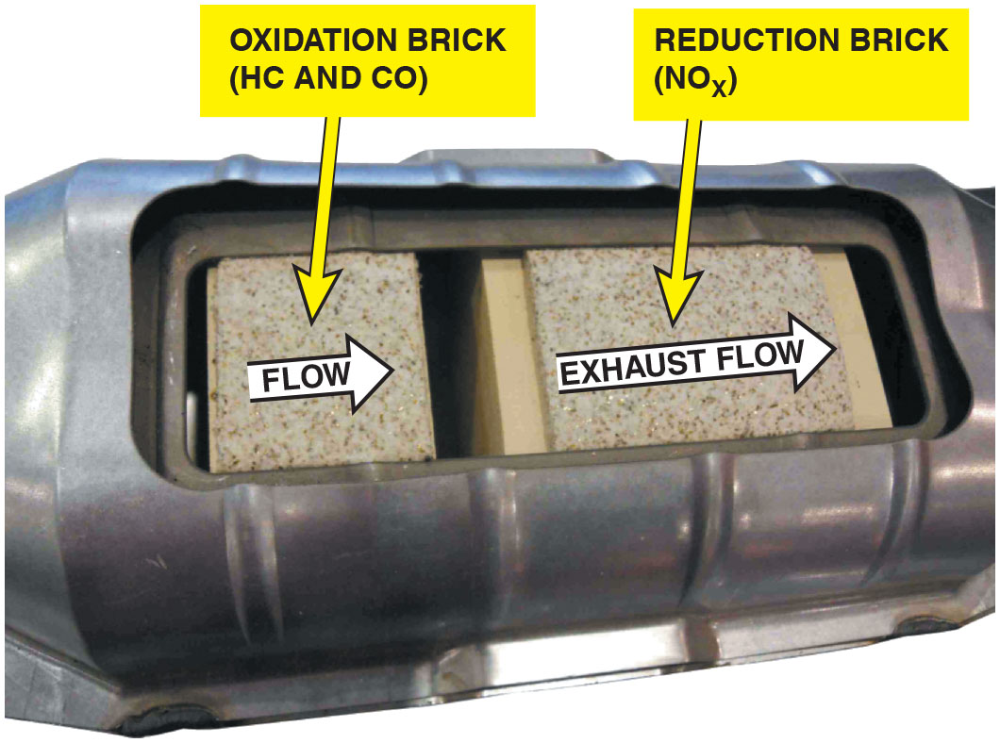 OXIDATION BRICK
(HC AND CO)
REDUCTION BRICK
(NOX)
FLOW
EXHAUST FLOW